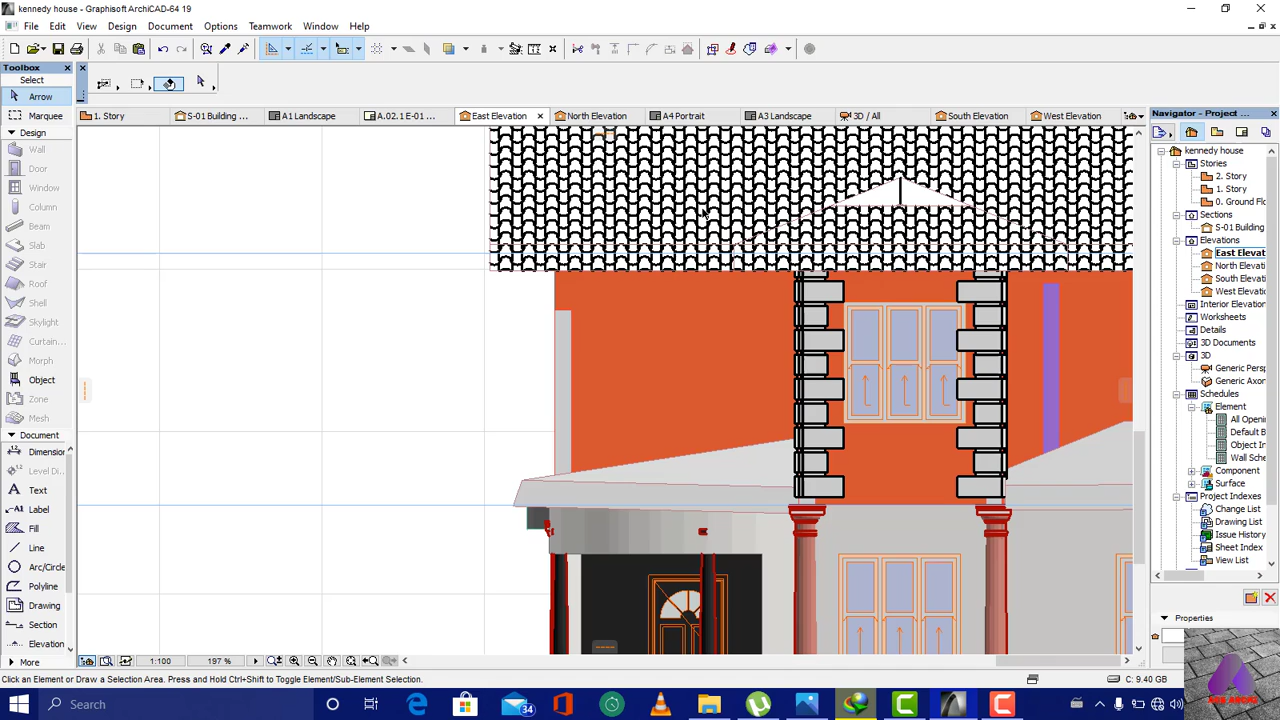 kennedy house - Graphisoft ArchiCAD-64 19
File Edit View Design Document Options Teamwork Window Help
Toolbox
Select
Arrow
Marquee
Design
Wall
Door
Window
Column
Beam
Slab
Stair
Roof
Shell
Skylight
Curtain...
Morph
Object
Zone
Mesh
Document
Dimension
Level Di...
Text
Label
Fill
Line
Arc/Circle
Polyline
Drawing
Section
Elevation
More
1. Story
S-01 Building ...
A1 Landscape
A.02.1 E-01 ...
East Elevation
North Elevation
A4 Portrait
A3 Landscape
3D / All
South Elevation
West Elevation
Navigator - Project ...
kennedy house
Stories
2. Story
1. Story
0. Ground Flo
Sections
S-01 Building
Elevations
East Elevat
North Elevati
South Elevati
West Elevatio
Interior Elevation
Worksheets
Details
3D Documents
3D
Generic Persp
Generic Axon
Schedules
Element
All Openin
Default B
Object In
Wall Sche
Component
Surface
Project Indexes
Change List
Drawing List
Issue History
Sheet Index
View List
Properties
1:100
197 %
Click an Element or Draw a Selection Area. Press and Hold Ctrl+Shift to Toggle Element/Sub-Element Selection.
C: 9.40 GB
Search
34